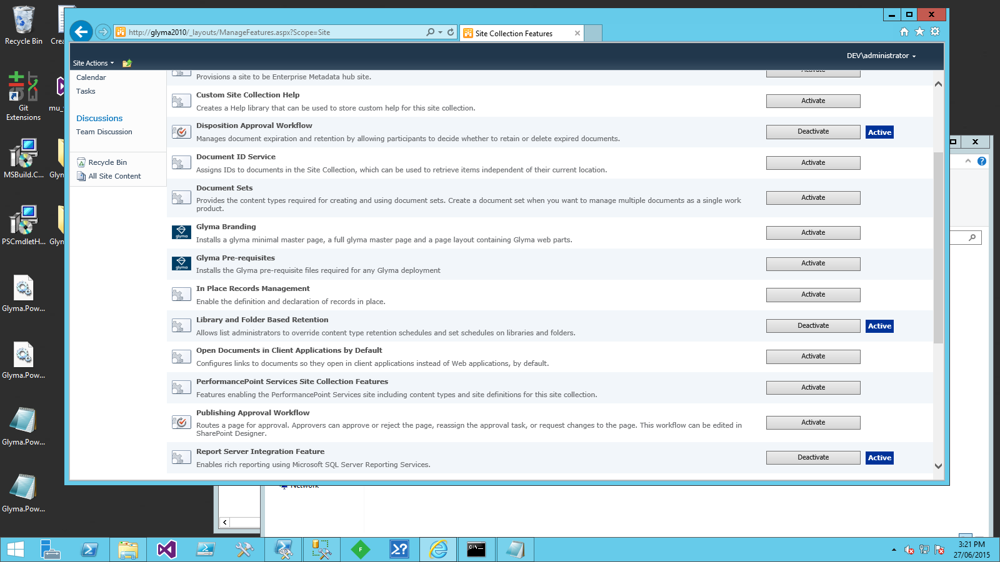 Recycle Bin
Crea
http://glyma2010/_layouts/ManageFeatures.aspx?Scope=Site
Site Collection Features
Site Actions
DEV\administrator
Calendar
Tasks
Discussions
Team Discussion
Recycle Bin
All Site Content
Provisions a site to be Enterprise Metadata hub site.
Activate
Custom Site Collection Help
Creates a Help library that can be used to store custom help for this site collection.
Activate
Disposition Approval Workflow
Manages document expiration and retention by allowing participants to decide whether to retain or delete expired documents.
Deactivate
Active
Document ID Service
Assigns IDs to documents in the Site Collection, which can be used to retrieve items independent of their current location.
Activate
Document Sets
Provides the content types required for creating and using document sets. Create a document set when you want to manage multiple documents as a single work
product.
Activate
glyma
Glyma Branding
Installs a glyma minimal master page, a full glyma master page and a page layout containing Glyma web parts.
Activate
glyma
Glyma Pre-requisites
Installs the Glyma pre-requisite files required for any Glyma deployment
Activate
In Place Records Management
Enable the definition and declaration of records in place.
Activate
Library and Folder Based Retention
Allows list administrators to override content type retention schedules and set schedules on libraries and folders.
Deactivate
Active
Open Documents in Client Applications by Default
Configures links to documents so they open in client applications instead of Web applications, by default.
Activate
PerformancePoint Services Site Collection Features
Features enabling the PerformancePoint Services site including content types and site definitions for this site collection.
Activate
Publishing Approval Workflow
Routes a page for approval. Approvers can approve or reject the page, reassign the approval task, or request changes to the page. This workflow can be edited in
SharePoint Designer.
Activate
Report Server Integration Feature
Enables rich reporting using Microsoft SQL Server Reporting Services.
Deactivate
Active
Git
Extensions
mu_
MSBuild.C...
Glyn
PSCmdletH...
Glyn
Glyma.Pow...
Glyma.Pow...
Glyma.Pow...
Glyma.Pow...
Network
3:21 PM
27/06/2015